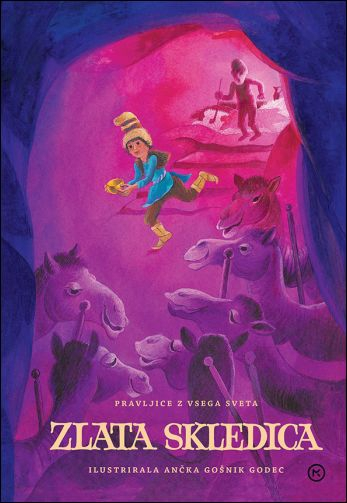 PRAVLJICE Z VSEGA SVETA
ZLATA SKLEDICA
ILUSTRIRALA ANČKA GOŠNIK GODEC